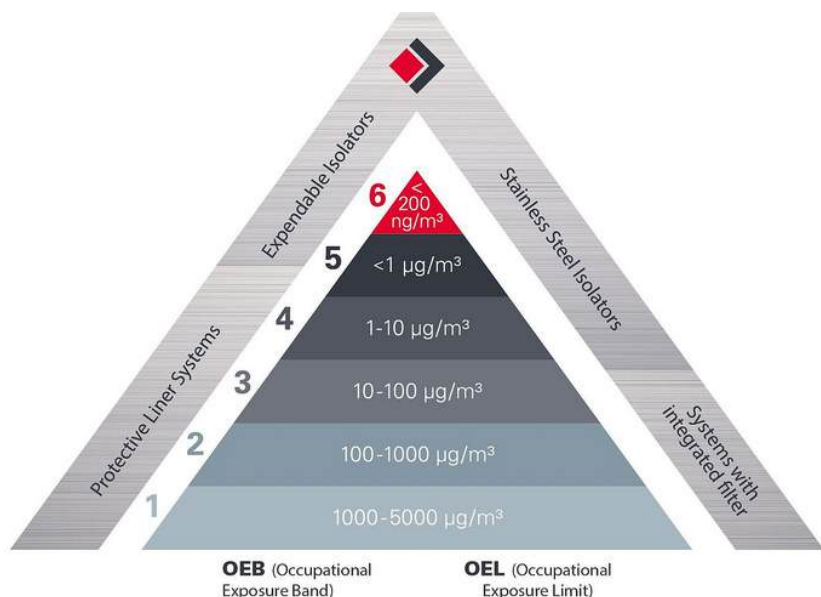 Expendable Isolators
Protective Liner Systems
Stainless Steel Isolators
Systems with
integrated filter
6
<
200
ng/m³
5
<1 µg/m³
4
1-10 µg/m³
3
10-100 µg/m³
2
100-1000 µg/m³
1
1000-5000 µg/m³
OEB (Occupational
Exposure Band)
OEL (Occupational
Exposure Limit)